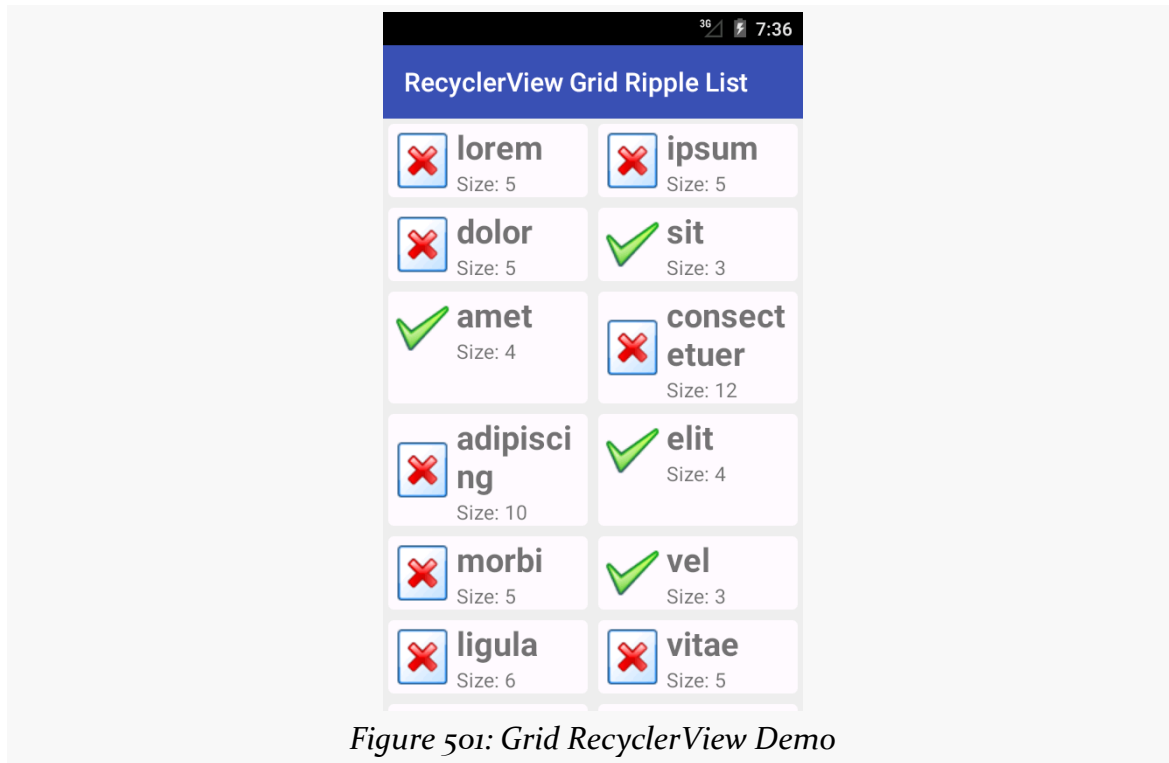 3G 7:36
RecyclerView Grid Ripple List
lorem
Size: 5
ipsum
Size: 5
dolor
Size: 5
sit
Size: 3
amet
Size: 4
consect
etuer
Size: 12
adipisci
ng
Size: 10
elit
Size: 4
morbi
Size: 5
vel
Size: 3
ligula
Size: 6
vitae
Size: 5
Figure 501: Grid RecyclerView Demo